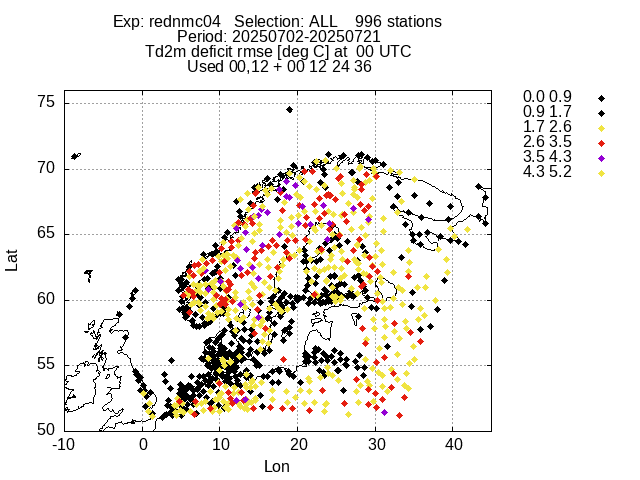 Exp: rednmc04 Selection: ALL 996 stations
Period: 20250702-20250721
Td2m deficit rmse [deg C] at 00 UTC
Used 00,12 + 00 12 24 36
0.0 0.9
0.9 1.7
1.7 2.6
2.6 3.5
3.5 4.3
4.3 5.2
75
70
65
60
55
50
Lat
-10 0 10 20 30 40
Lon